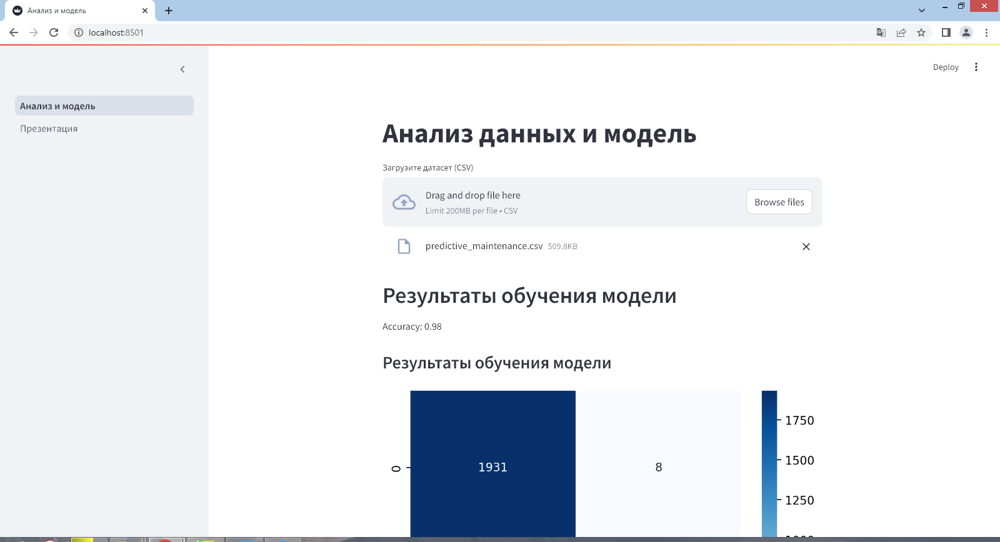 Анализ и модель
localhost:8501
Deploy
Анализ и модель
Презентация
Анализ данных и модель
Загрузите датасет (CSV)
Drag and drop file here
Limit 200MB per file • CSV
Browse files
predictive_maintenance.csv 509.8KB
Результаты обучения модели
Accuracy: 0.98
Результаты обучения модели
1750
1500
0
1931
8
1250